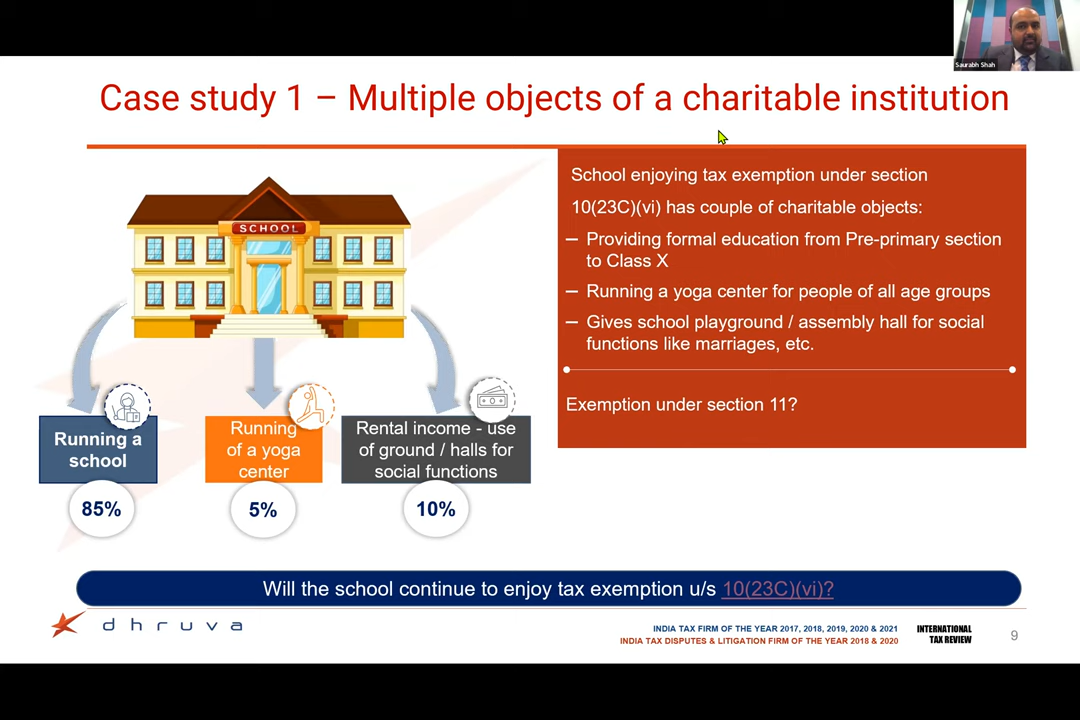 Saurabh Shah
Case study 1 – Multiple objects of a charitable institution
SCHOOL
Running a
school
85%
Running
of a yoga
center
5%
Rental income - use
of ground / halls for
social functions
10%
School enjoying tax exemption under section
10(23C)(vi) has couple of charitable objects:
– Providing formal education from Pre-primary section
to Class X
– Running a yoga center for people of all age groups
– Gives school playground / assembly hall for social
functions like marriages, etc.
Exemption under section 11?
Will the school continue to enjoy tax exemption u/s 10(23C)(vi)?
dhruva
INDIA TAX FIRM OF THE YEAR 2017, 2018, 2019, 2020 & 2021
INDIA TAX DISPUTES & LITIGATION FIRM OF THE YEAR 2018 & 2020
INTERNATIONAL
TAX REVIEW
9